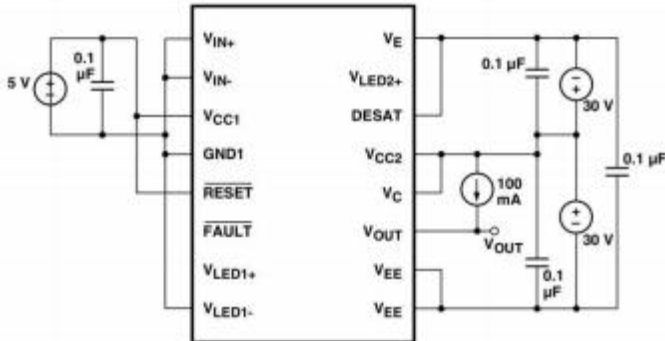 5 V
0.1
µF
VIN+
VIN-
VCC1
GND1
RESET
FAULT
VLED1+
VLED1-
VE
VLED2+
DESAT
VCC2
VC
VOUT
VEE
VEE
0.1 µF
30 V
0.1 µF
100
mA
VOUT
30 V
0.1
µF